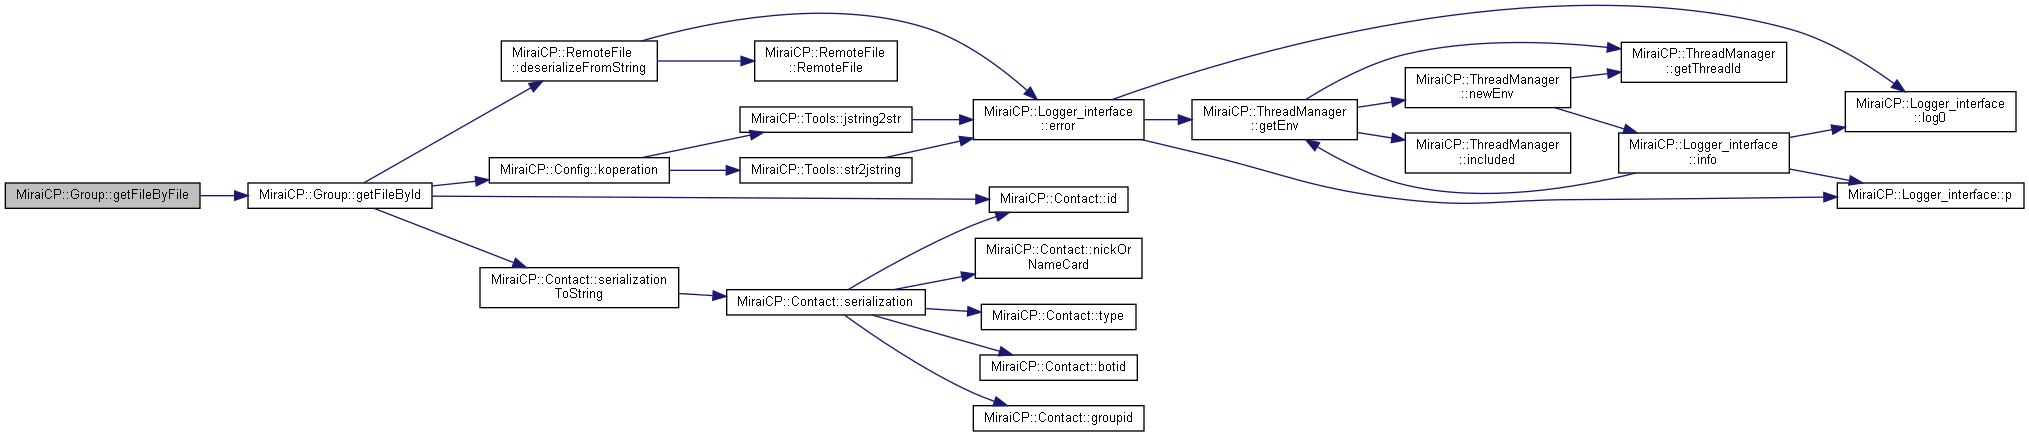 MiraiCP::Group::getFileByFile
MiraiCP::Group::getFileById
MiraiCP::RemoteFile
::deserializeFromString
MiraiCP::RemoteFile
::RemoteFile
MiraiCP::Config::koperation
MiraiCP::Tools::jstring2str
MiraiCP::Tools::str2jstring
MiraiCP::Logger_interface
::error
MiraiCP::ThreadManager
::getEnv
MiraiCP::ThreadManager
::newEnv
MiraiCP::ThreadManager
::included
MiraiCP::ThreadManager
::getThreadId
MiraiCP::Logger_interface
::info
MiraiCP::Logger_interface
::log0
MiraiCP::Logger_interface::p
MiraiCP::Contact::id
MiraiCP::Contact::serialization
ToString
MiraiCP::Contact::serialization
MiraiCP::Contact::nickOr
NameCard
MiraiCP::Contact::type
MiraiCP::Contact::botid
MiraiCP::Contact::groupid